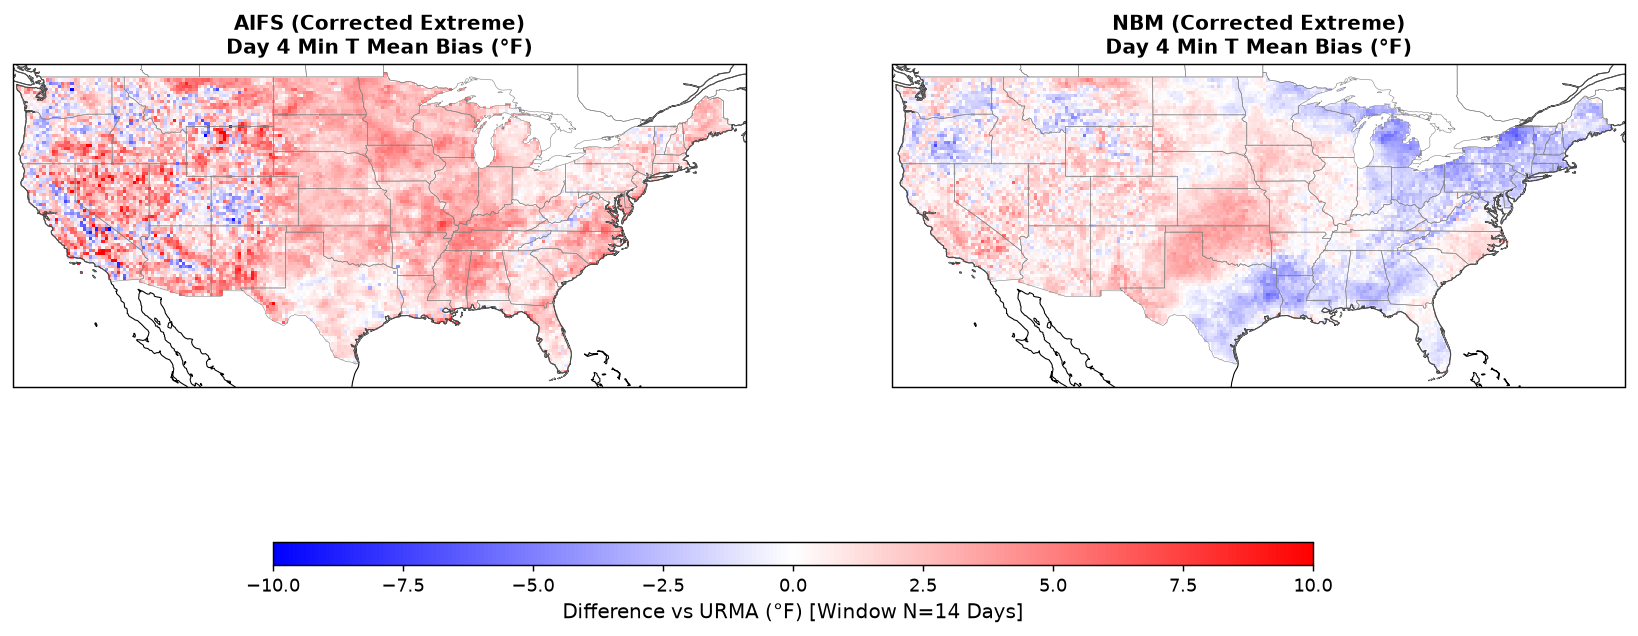 AIFS (Corrected Extreme)
Day 4 Min T Mean Bias (°F)
NBM (Corrected Extreme)
Day 4 Min T Mean Bias (°F)
−10.0 −7.5 −5.0 −2.5 0.0 2.5 5.0 7.5 10.0
Difference vs URMA (°F) [Window N=14 Days]